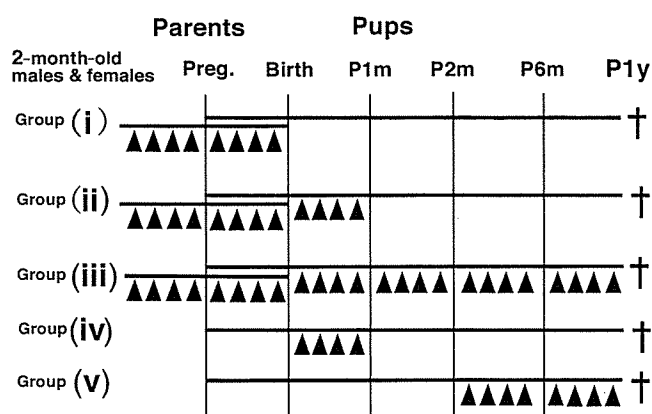 Parents Pups
2-month-old
males & females Preg. Birth P1m P2m P6m P1y
Group (i)
Group (ii)
Group (iii)
Group (iv)
Group (v)